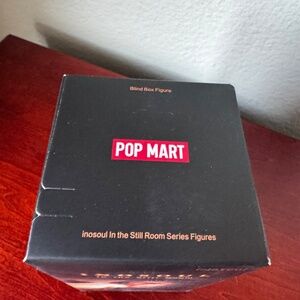 Blind Box Figure
POP MART
inosoul In the Still Room Series Figures